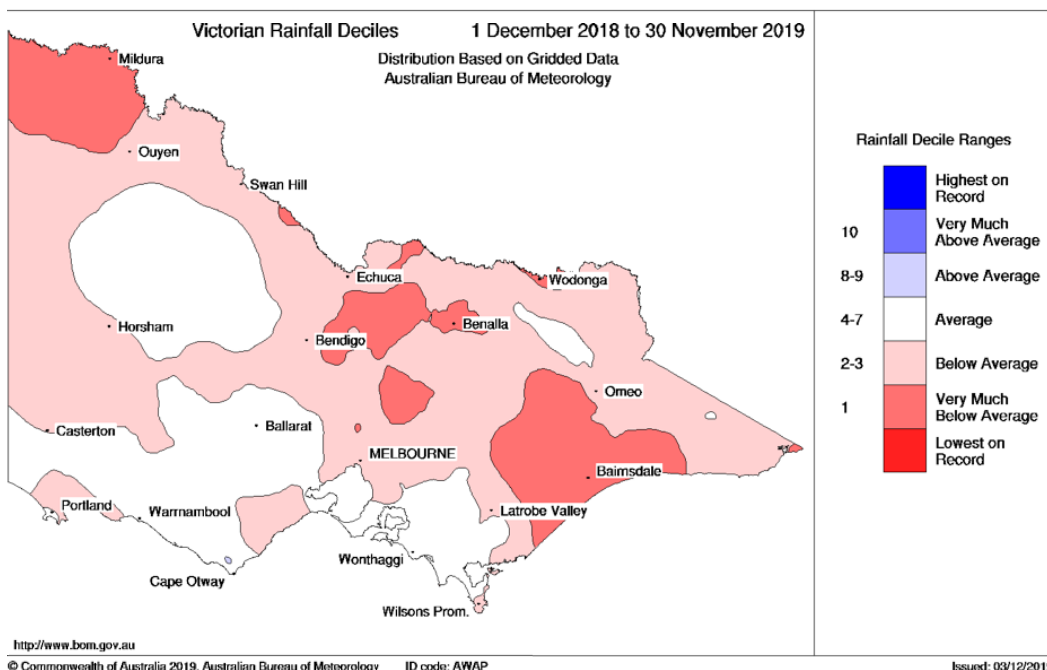 Victorian Rainfall Deciles 1 December 2018 to 30 November 2019
Distribution Based on Gridded Data
Australian Bureau of Meteorology
Mildura
Ouyen
Swan Hill
Echuca
Wodonga
Horsham
Bendigo
Benalla
Omeo
Casterton
Ballarat
MELBOURNE
Bairnsdale
Portland
Warrnambool
Latrobe Valley
Wonthaggi
Cape Otway
Wilsons Prom.
Rainfall Decile Ranges
Highest on
Record
10 Very Much
Above Average
8-9 Above Average
4-7 Average
2-3 Below Average
1 Very Much
Below Average
Lowest on
Record
http://www.bom.gov.au
© Commonwealth of Australia 2019, Australian Bureau of Meteorology ID code: AWAP Issued: 03/12/201